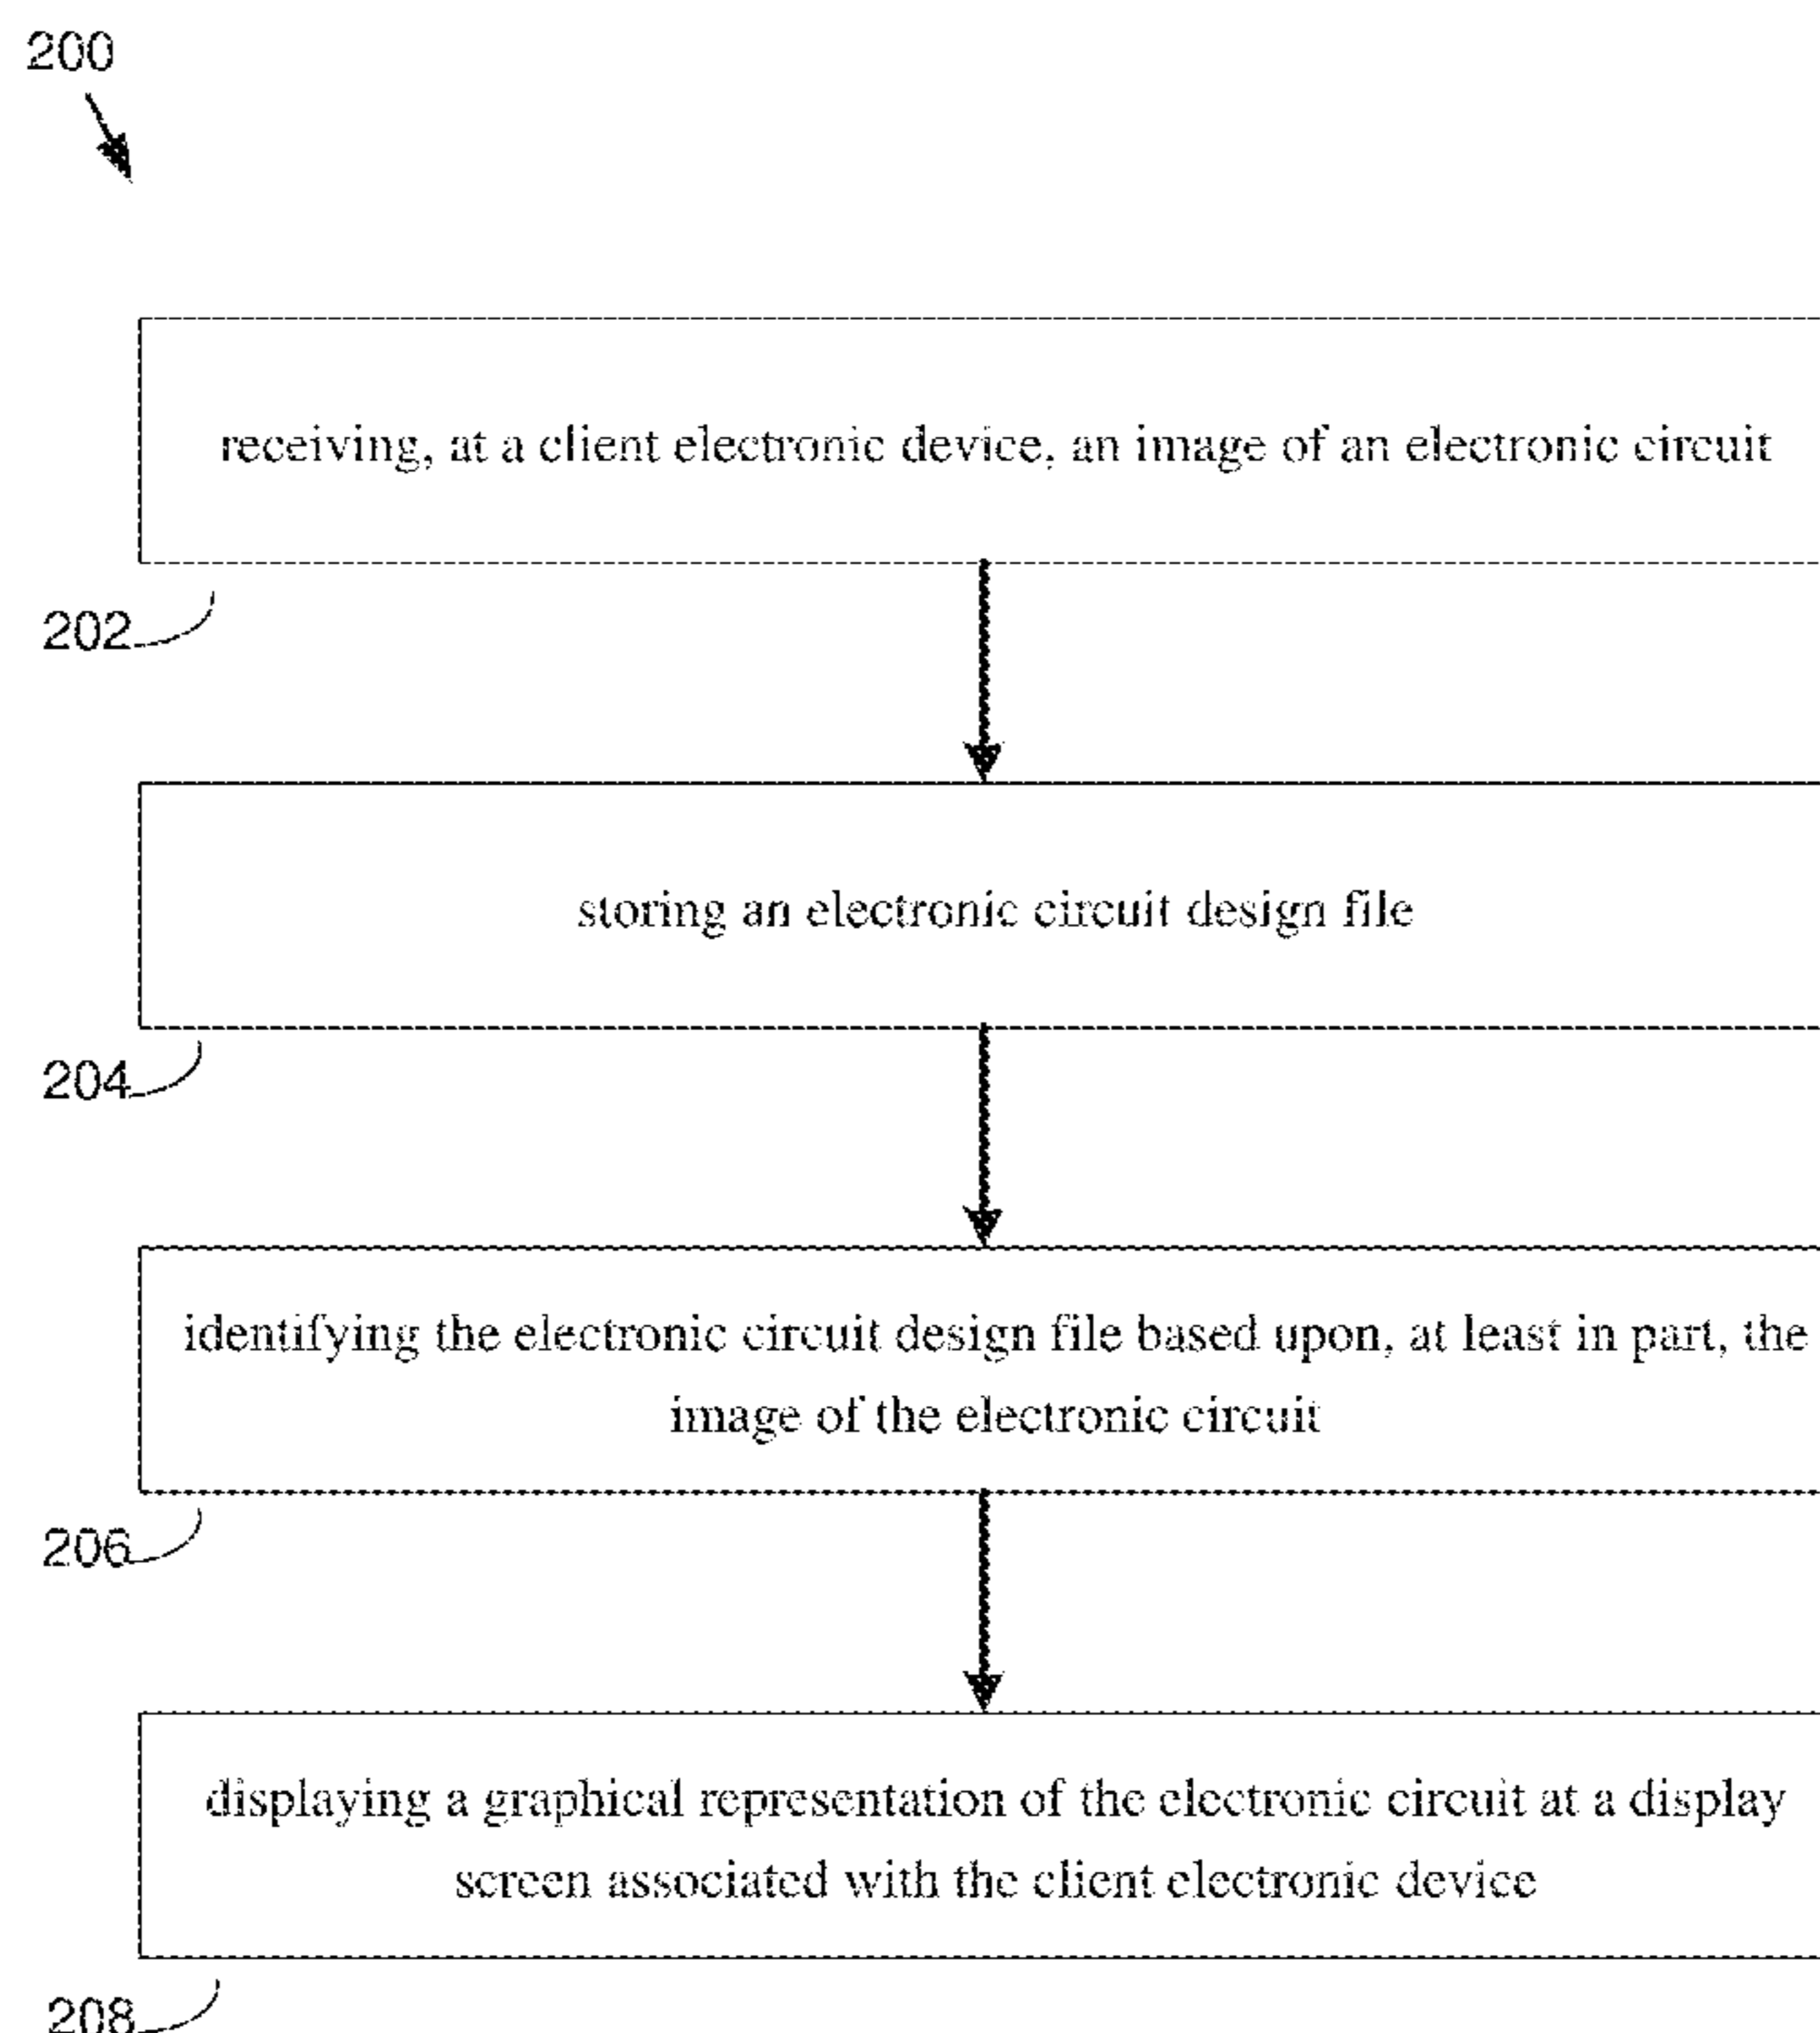 200
receiving, at a client electronic device, an image of an electronic circuit
202
storing an electronic circuit design file
204
identifying the electronic circuit design file based upon, at least in part, the
image of the electronic circuit
206
displaying a graphical representation of the electronic circuit at a display
screen associated with the client electronic device
208